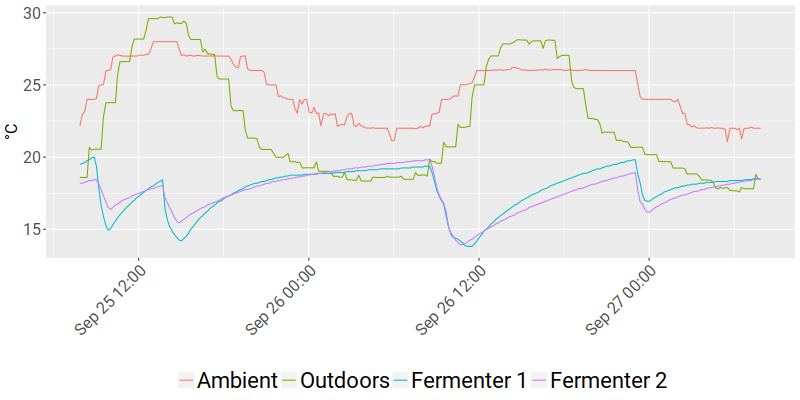 30
25
20
15
°C
Sep 25 12:00
Sep 26 00:00
Sep 26 12:00
Sep 27 00:00
Ambient Outdoors Fermenter 1 Fermenter 2